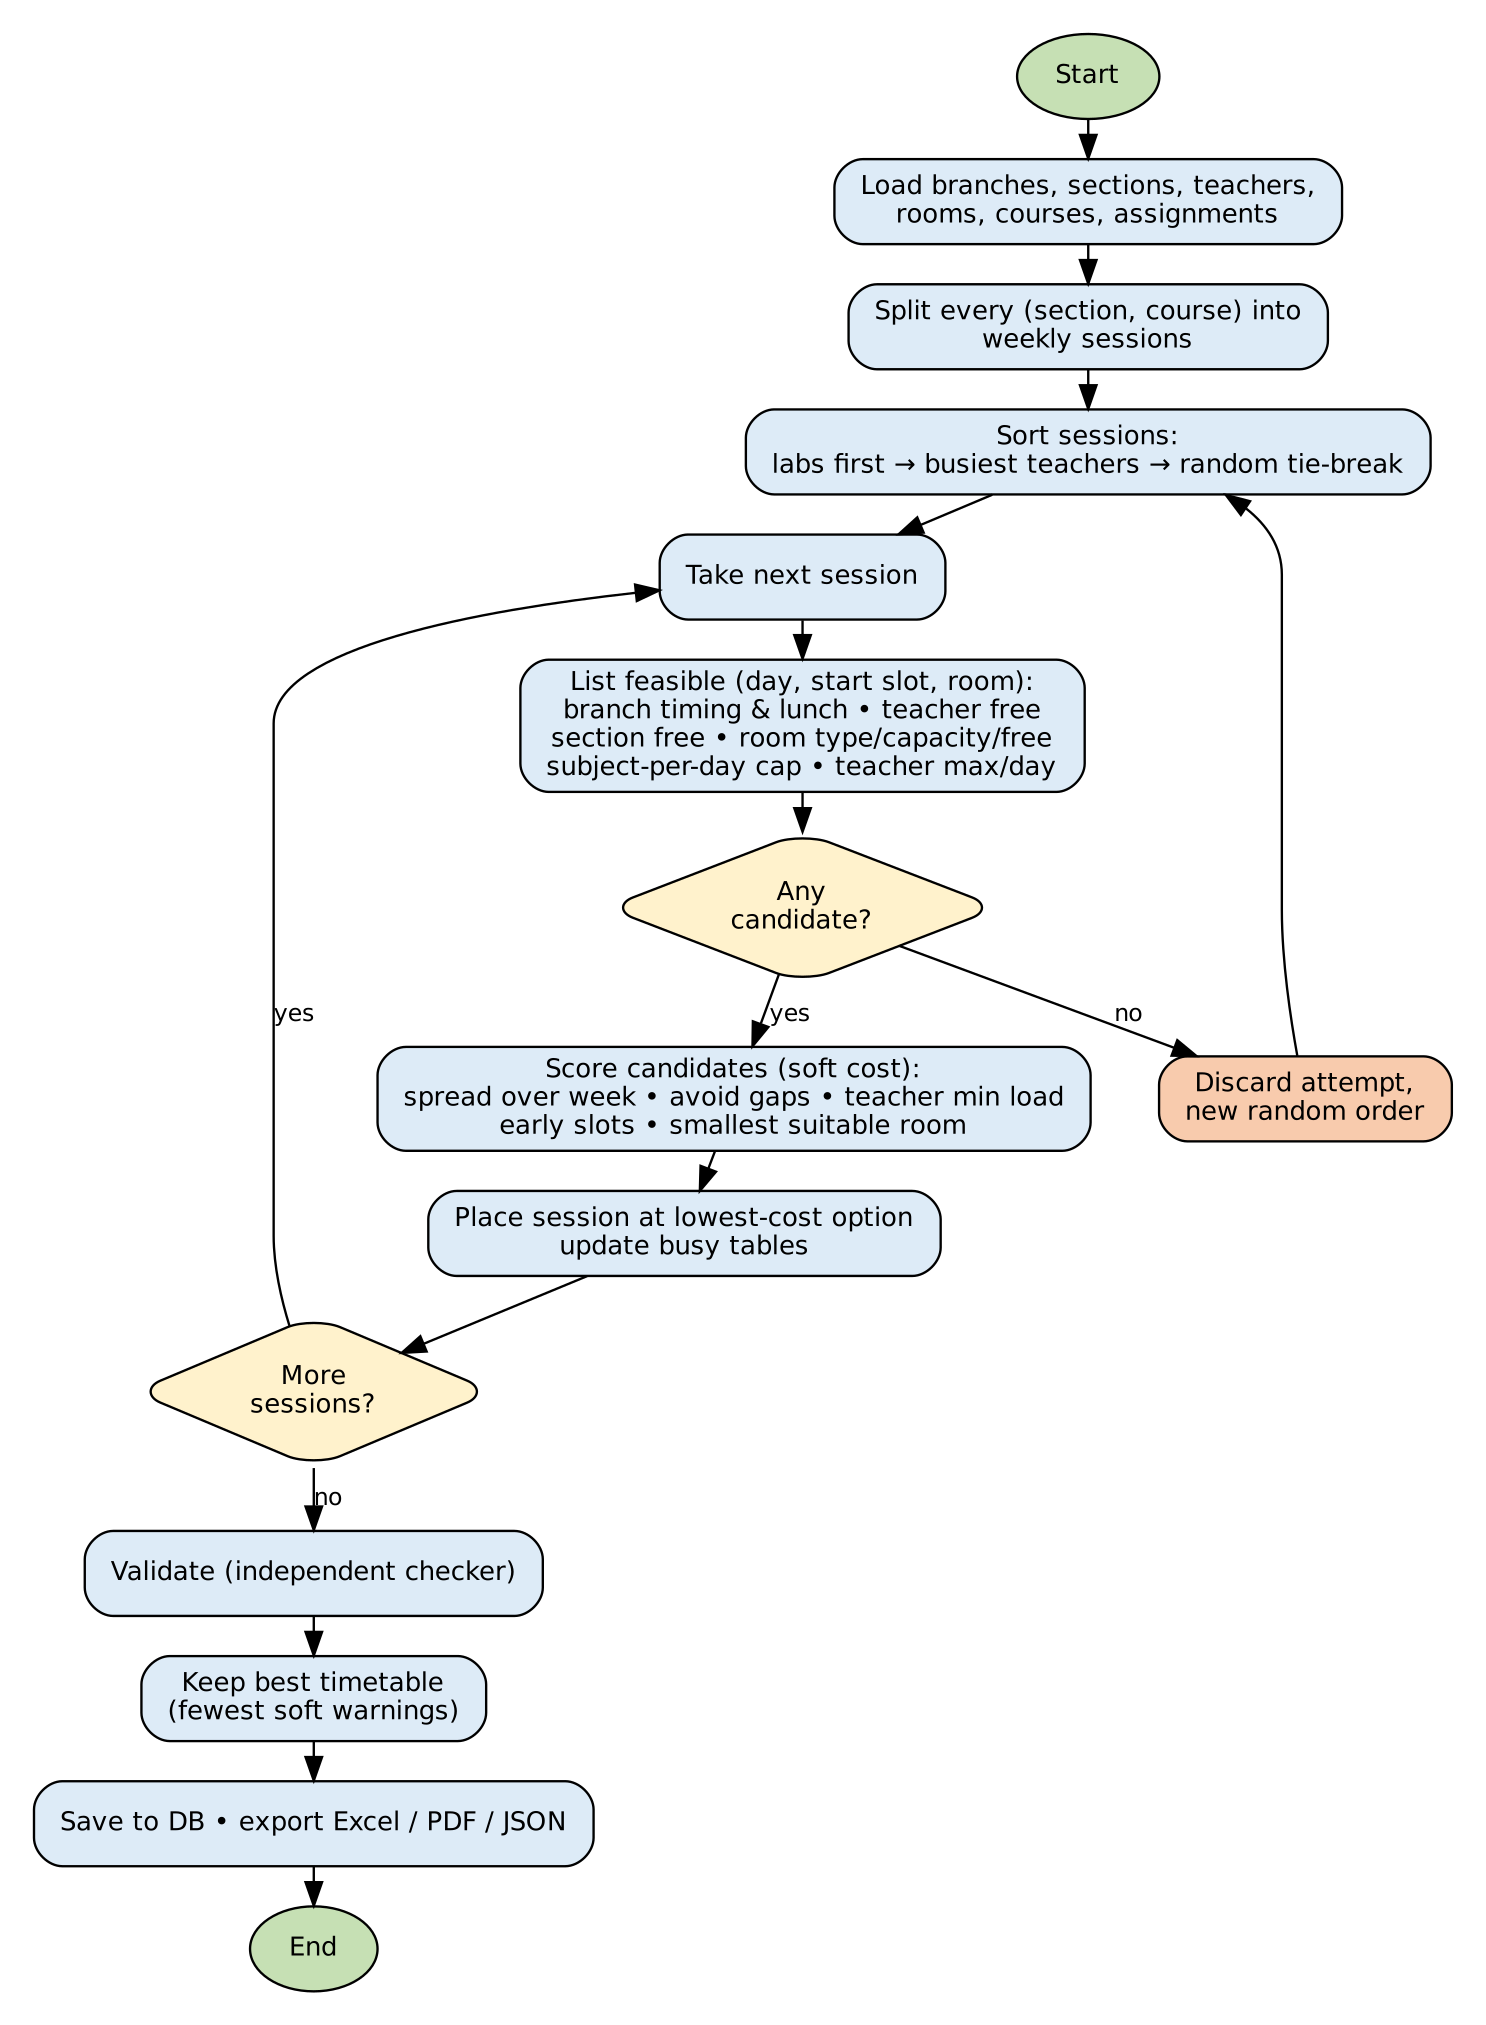 Start
Load branches, sections, teachers,
rooms, courses, assignments
Split every (section, course) into
weekly sessions
Sort sessions:
labs first → busiest teachers → random tie-break
Take next session
List feasible (day, start slot, room):
branch timing & lunch • teacher free
section free • room type/capacity/free
subject-per-day cap • teacher max/day
Any
candidate?
yes
yes
no
Score candidates (soft cost):
spread over week • avoid gaps • teacher min load
early slots • smallest suitable room
Discard attempt,
new random order
Place session at lowest-cost option
update busy tables
More
sessions?
no
Validate (independent checker)
Keep best timetable
(fewest soft warnings)
Save to DB • export Excel / PDF / JSON
End